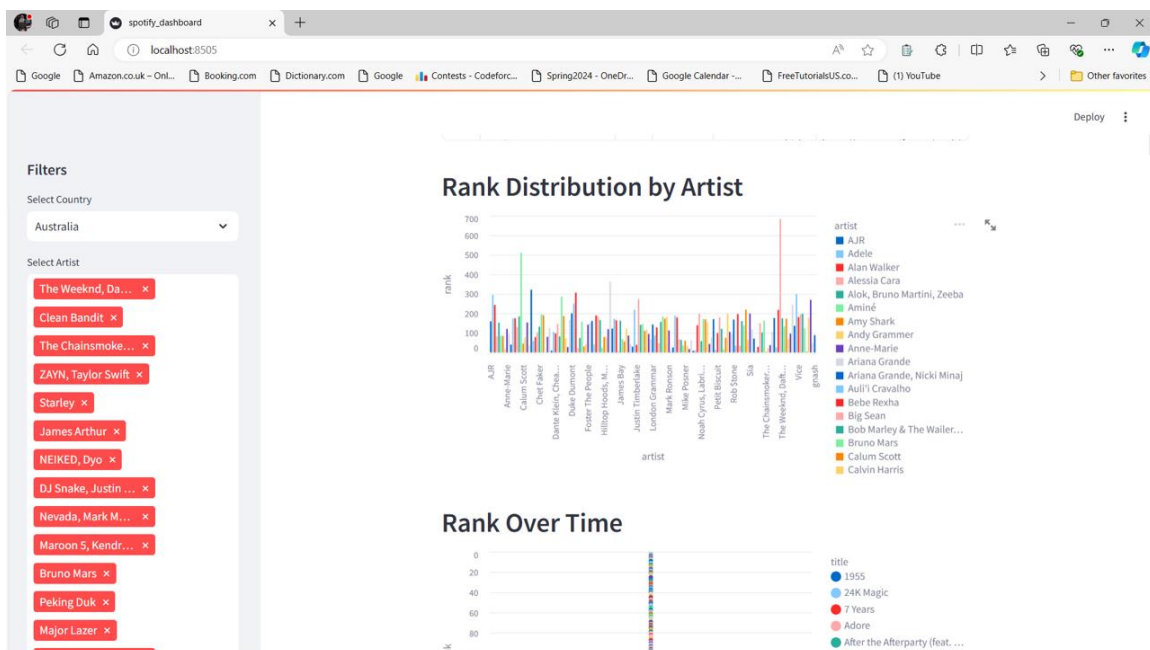 spotify_dashboard
localhost:8505
Google
Amazon.co.uk – Onl...
Booking.com
Dictionary.com
Google
Contests - Codeforc...
Spring2024 - OneDr...
Google Calendar -...
FreeTutorialsUS.co...
(1) YouTube
Other favorites
Deploy
Filters
Select Country
Australia
Select Artist
The Weeknd, Da...
Clean Bandit
The Chainsmoke...
ZAYN, Taylor Swift
Starley
James Arthur
NEIKED, Dyo
DJ Snake, Justin ...
Nevada, Mark M...
Maroon 5, Kendr...
Bruno Mars
Peking Duk
Major Lazer
Rank Distribution by Artist
700
600
500
400
300
200
100
0
rank
AJR
Anne-Marie
Calum Scott
Chet Faker
Dante Klein, Chea...
Duke Dumont
Foster The People
Hilltop Hoods, M...
James Bay
Justin Timberlake
London Grammar
Mark Ronson
Mike Posner
Noah Cyrus, Labri...
Petit Biscuit
Rob Stone
Sia
The Chainsmoker...
The Weeknd, Daft...
Vice
gnash
artist
artist
AJR
Adele
Alan Walker
Alessia Cara
Alok, Bruno Martini, Zeeba
Aminé
Amy Shark
Andy Grammer
Anne-Marie
Ariana Grande
Ariana Grande, Nicki Minaj
Auli'i Cravalho
Bebe Rexha
Big Sean
Bob Marley & The Wailer...
Bruno Mars
Calum Scott
Calvin Harris
Rank Over Time
0
20
40
60
80
title
1955
24K Magic
7 Years
Adore
After the Afterparty (feat. ...